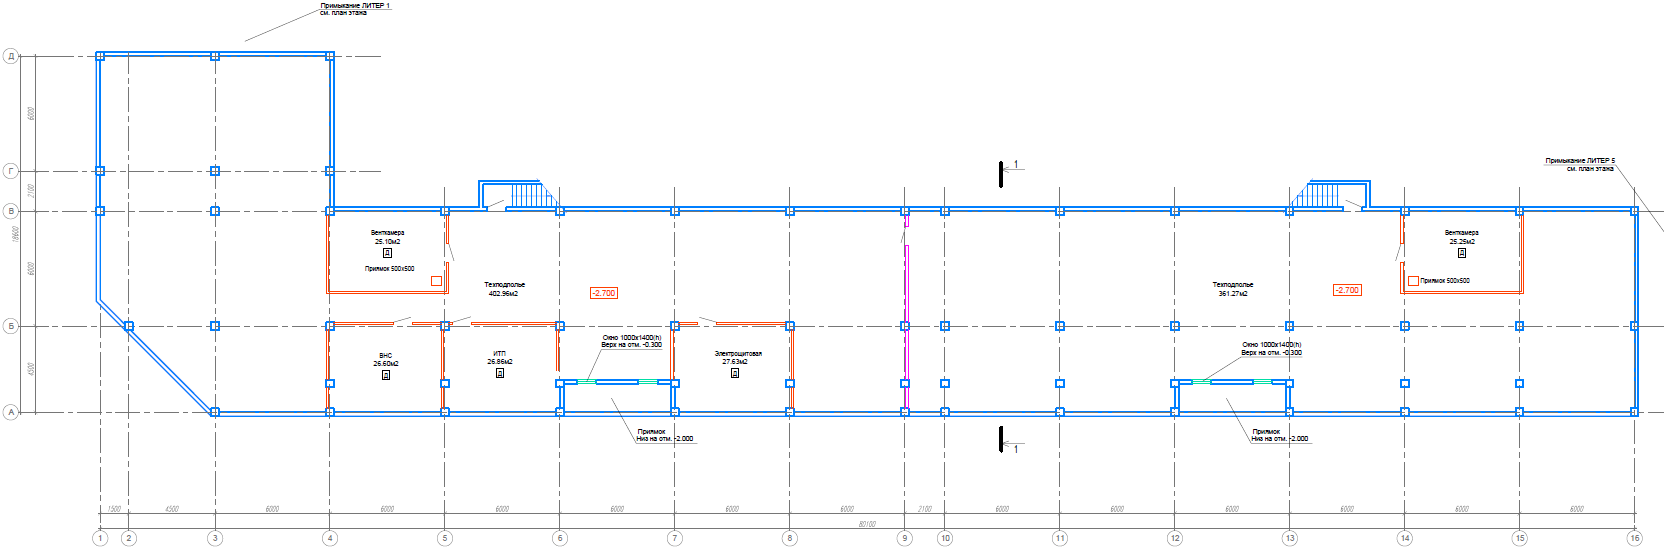 Примыкание ЛИТЕР 1
см. план этажа
Д
6000
Г
2100
В
18600
6000
Б
4500
А
1
Примыкание ЛИТЕР 5
см. план этажа
Венткамера
25.10м2
Д
Приямок 500х500
Техподполье
402.96м2
-2.700
Техподполье
361.27м2
-2.700
Венткамера
25.25м2
Д
Приямок 500х500
ВНС
26.60м2
Д
ИТП
26.86м2
Д
Окно 1000х1400(h)
Верх на отм. -0.300
Электрощитовая
27.63м2
Д
Окно 1000х1400(h)
Верх на отм. -0.300
Приямок
Низ на отм. -2.000
1
Приямок
Низ на отм. -2.000
1500 4500 6000 6000 6000 6000 6000 6000 2100 6000 6000 6000 6000 6000 6000
80100
1 2 3 4 5 6 7 8 9 10 11 12 13 14 15 16